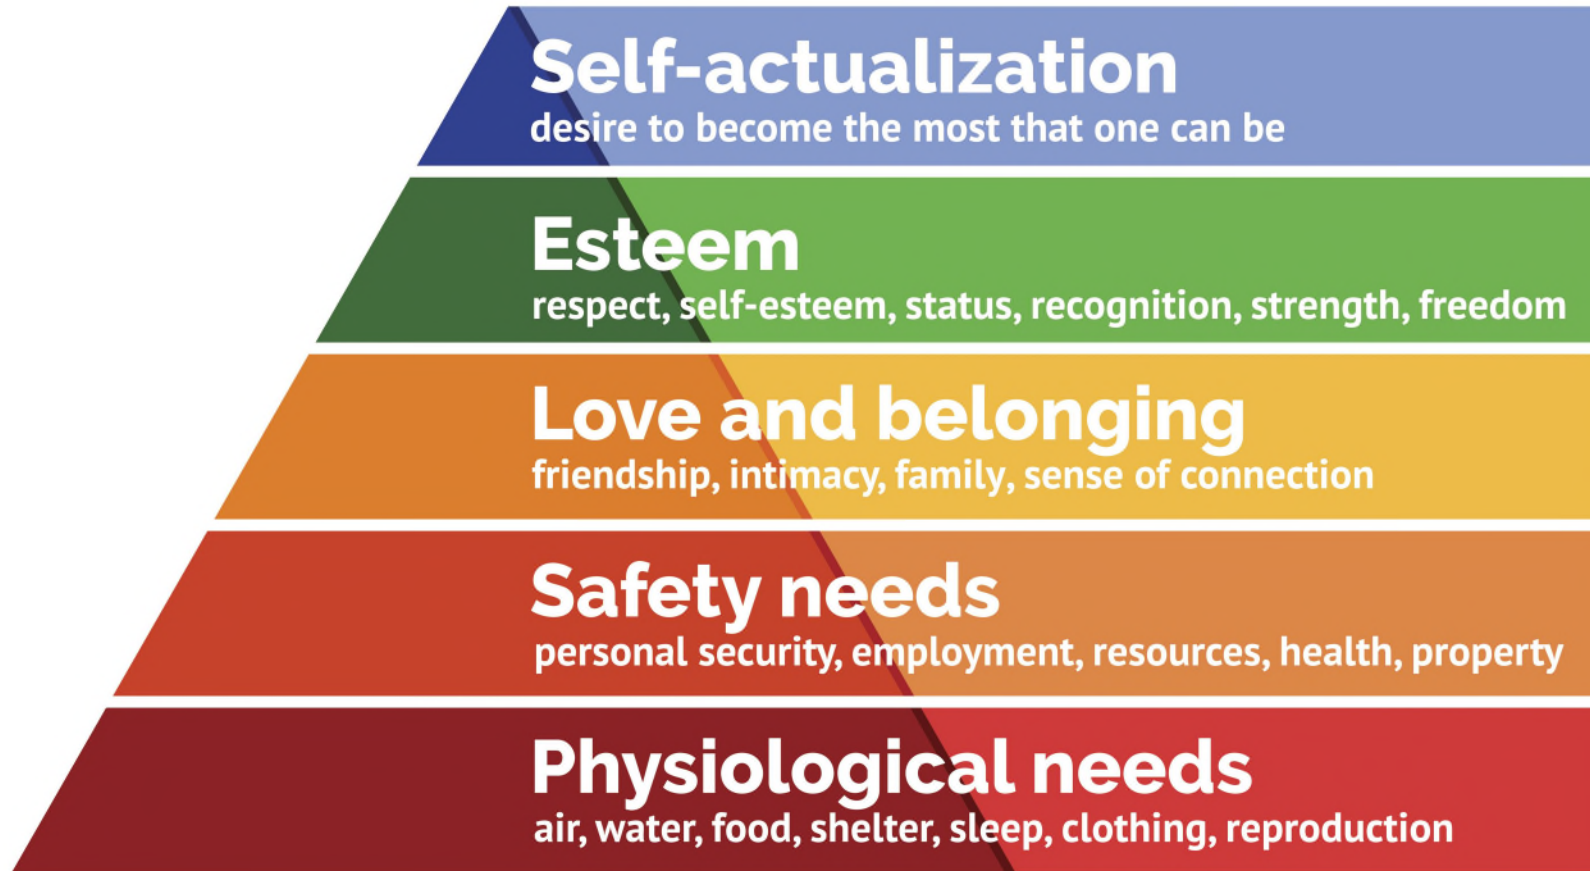 Self-actualization
desire to become the most that one can be
Esteem
respect, self-esteem, status, recognition, strength, freedom
Love and belonging
friendship, intimacy, family, sense of connection
Safety needs
personal security, employment, resources, health, property
Physiological needs
air, water, food, shelter, sleep, clothing, reproduction